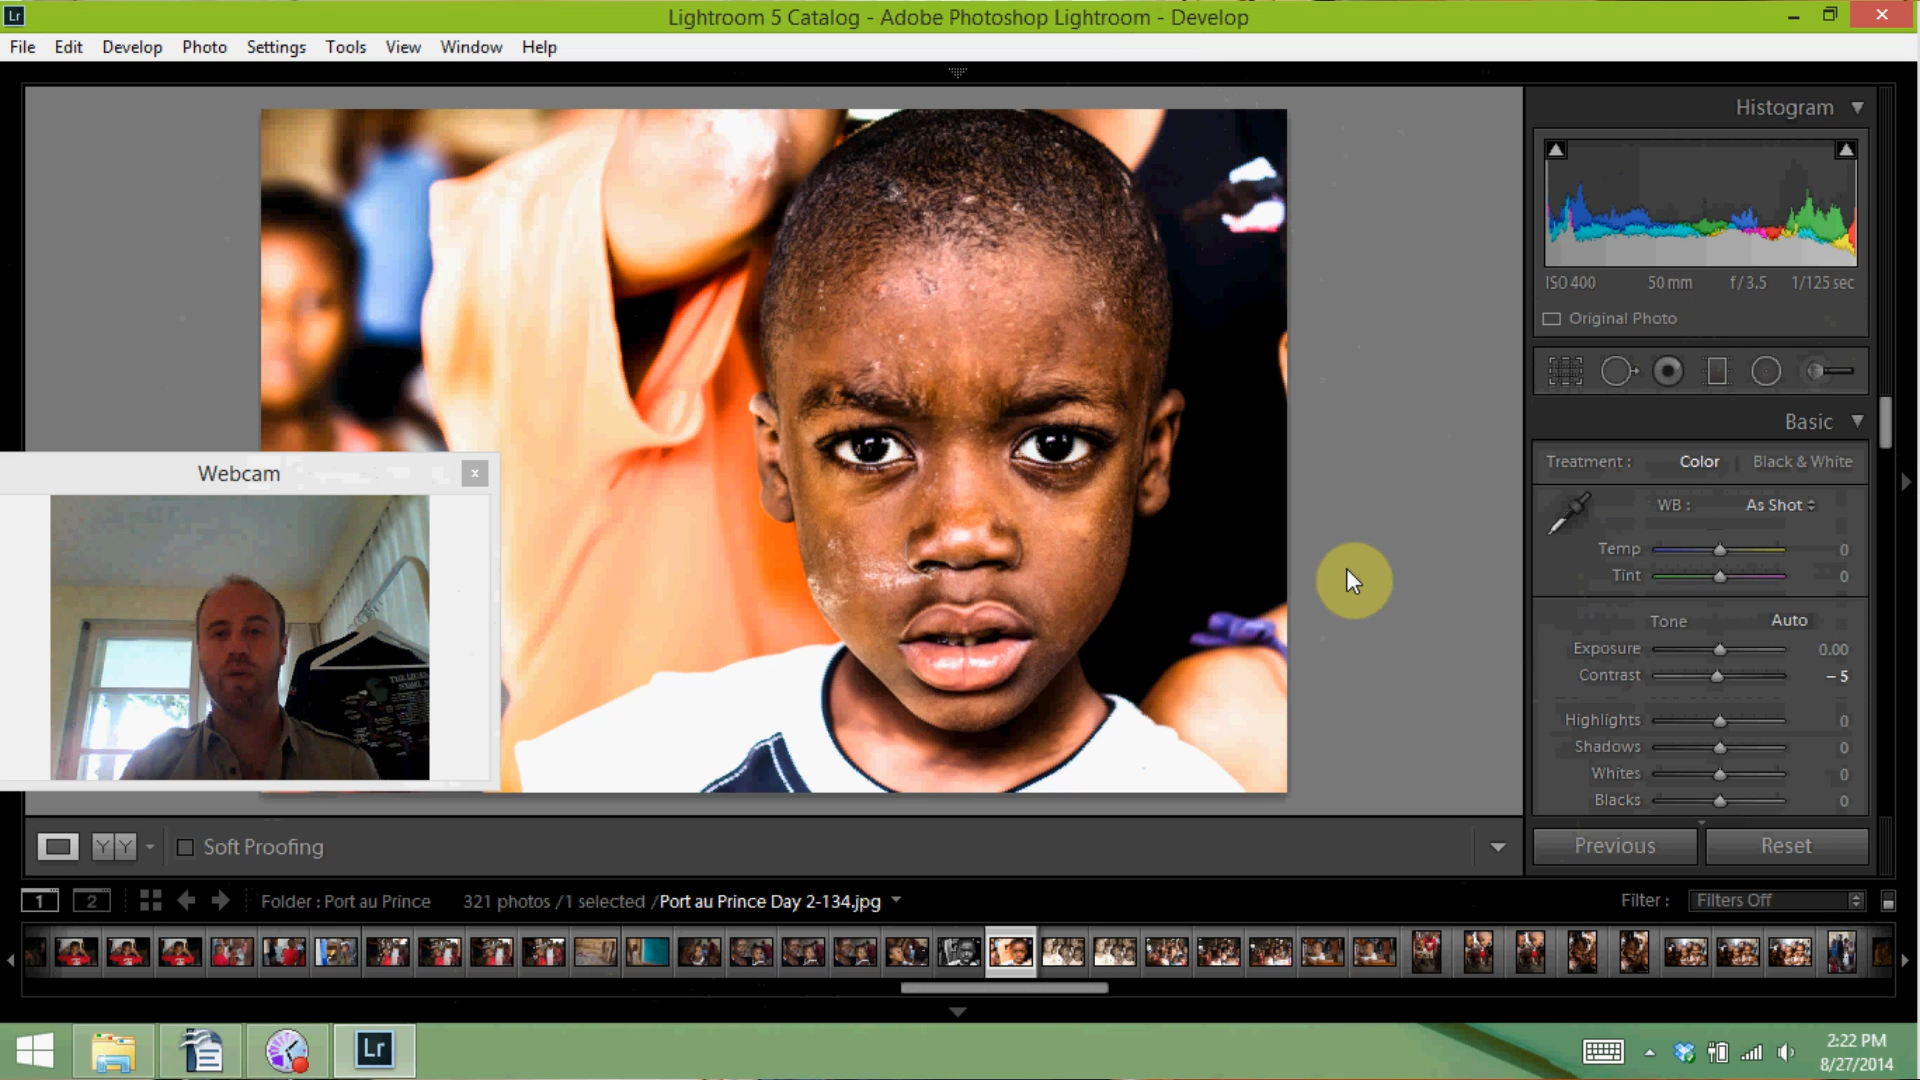 Lr Lightroom 5 Catalog - Adobe Photoshop Lightroom - Develop
File Edit Develop Photo Settings Tools View Window Help
Histogram
ISO 400 50 mm f / 3.5 1/125 sec
Original Photo
Basic
Treatment : Color Black & White
WB : As Shot
Temp 0
Tint 0
Tone Auto
Exposure 0.00
Contrast – 5
Highlights 0
Shadows 0
Whites 0
Blacks 0
Previous Reset
Webcam x
Y Y Soft Proofing
1 2 Folder : Port au Prince 321 photos / 1 selected / Port au Prince Day 2-134.jpg Filter : Filters Off
Lr
2:22 PM
8/27/2014